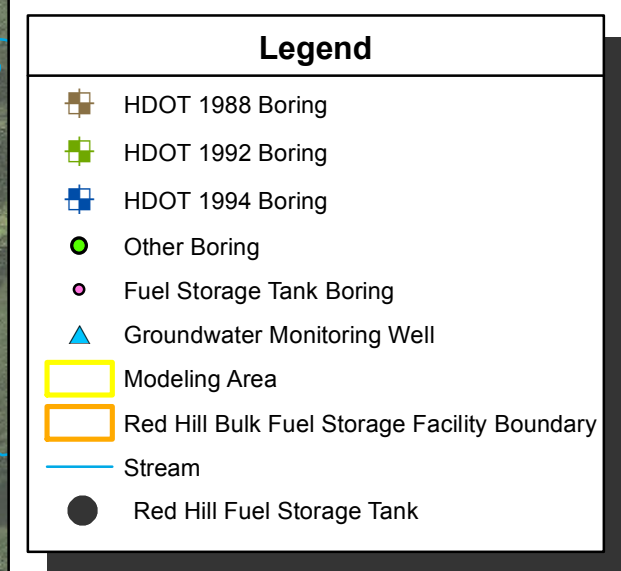 Legend
HDOT 1988 Boring
HDOT 1992 Boring
HDOT 1994 Boring
Other Boring
Fuel Storage Tank Boring
Groundwater Monitoring Well
Modeling Area
Red Hill Bulk Fuel Storage Facility Boundary
Stream
Red Hill Fuel Storage Tank